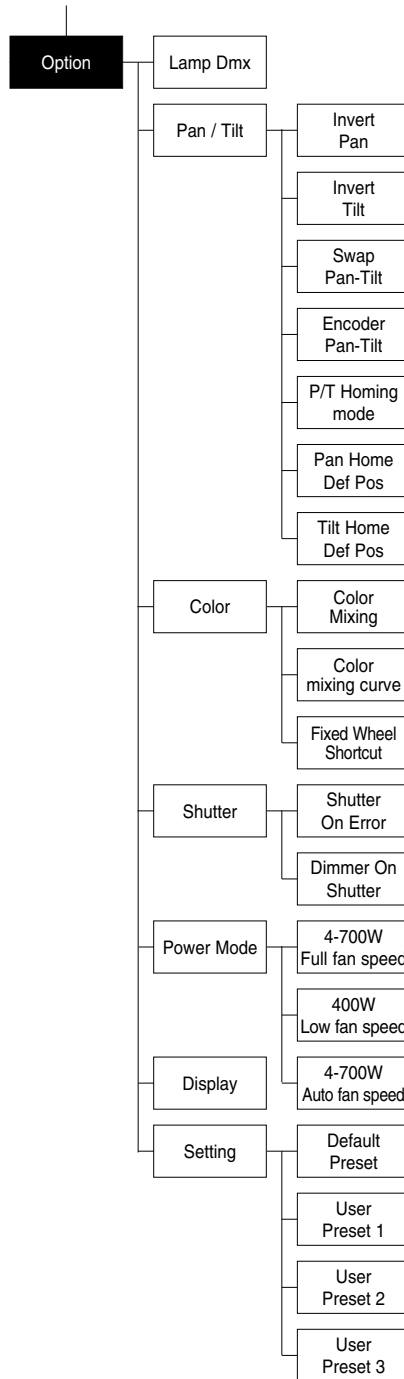 Option
Lamp Dmx
Pan / Tilt
Invert
Pan
Invert
Tilt
Swap
Pan-Tilt
Encoder
Pan-Tilt
P/T Homing
mode
Pan Home
Def Pos
Tilt Home
Def Pos
Color
Color
Mixing
Color
mixing curve
Fixed Wheel
Shortcut
Shutter
Shutter
On Error
Dimmer On
Shutter
Power Mode
4-700W
Full fan speed
400W
Low fan speed
Display
4-700W
Auto fan speed
Setting
Default
Preset
User
Preset 1
User
Preset 2
User
Preset 3